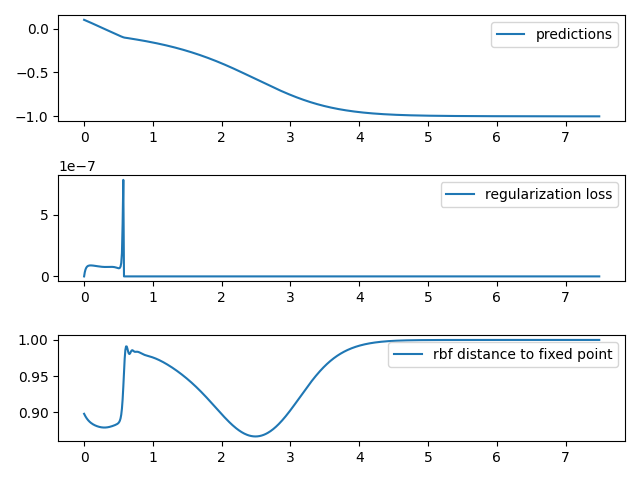 0.0
−0.5
−1.0
predictions
0 1 2 3 4 5 6 7
1e−7
5
0
regularization loss
0 1 2 3 4 5 6 7
1.00
0.95
0.90
rbf distance to fixed point
0 1 2 3 4 5 6 7